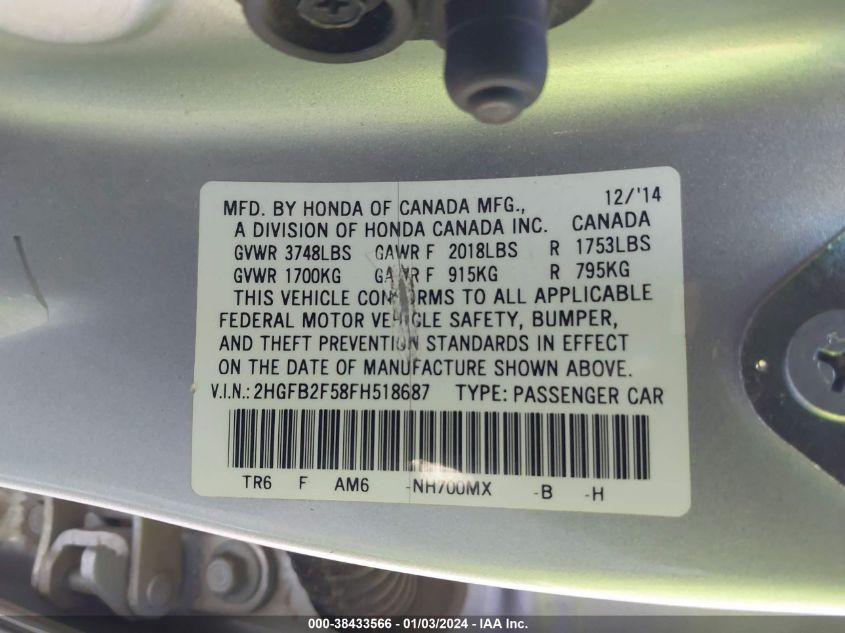 12/'14
MFD. BY HONDA OF CANADA MFG.,
A DIVISION OF HONDA CANADA INC. CANADA
GVWR 3748LBS GAWR F 2018LBS R 1753LBS
GVWR 1700KG GAWR F 915KG R 795KG
THIS VEHICLE CONFORMS TO ALL APPLICABLE
FEDERAL MOTOR VEHICLE SAFETY, BUMPER,
AND THEFT PREVENTION STANDARDS IN EFFECT
ON THE DATE OF MANUFACTURE SHOWN ABOVE.
V.I.N.: 2HGFB2F58FH518687 TYPE: PASSENGER CAR
TR6 F AM6 -NH700MX -B -H
000-38433566 - 01/03/2024 - IAA Inc.